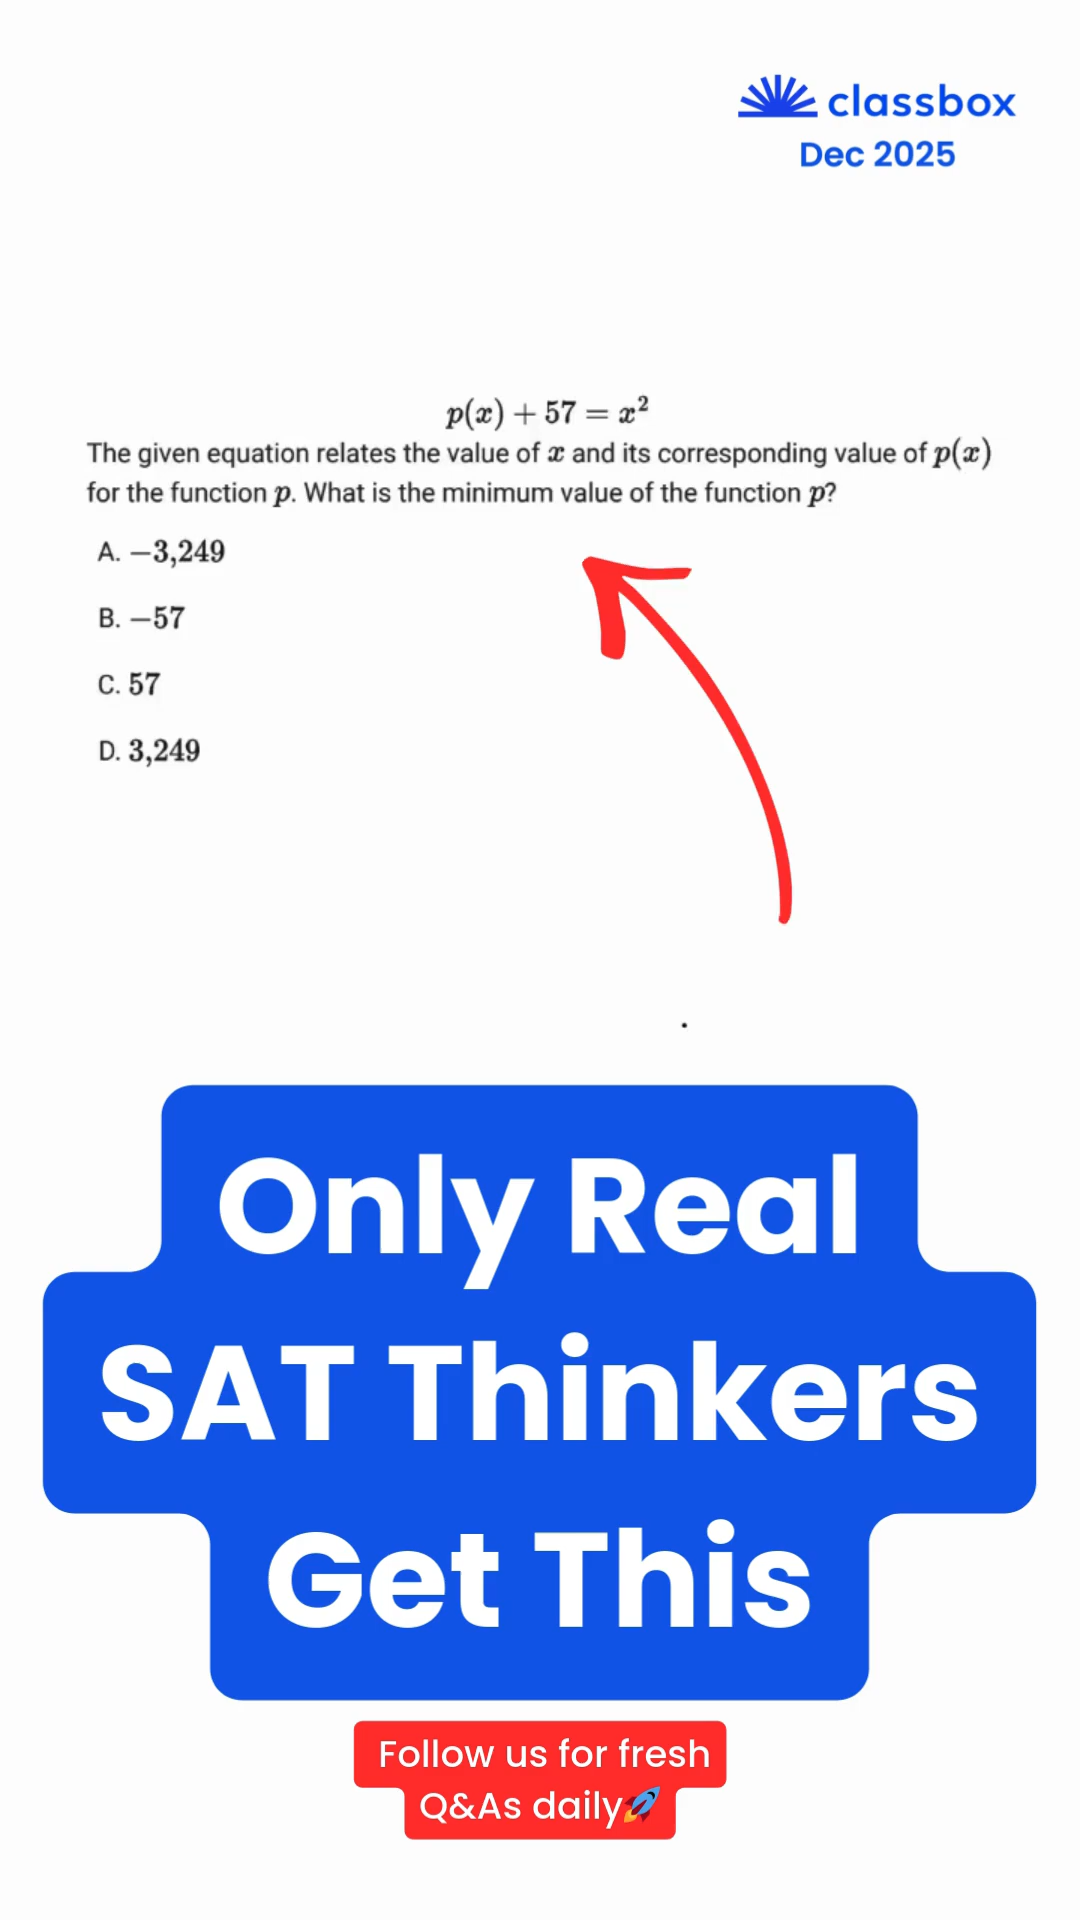 classbox
Dec 2025
p(x) + 57 = x²
The given equation relates the value of x and its corresponding value of p(x)
for the function p. What is the minimum value of the function p?
A. −3,249
B. −57
C. 57
D. 3,249
Only Real
SAT Thinkers
Get This
Follow us for fresh
Q&As daily🚀